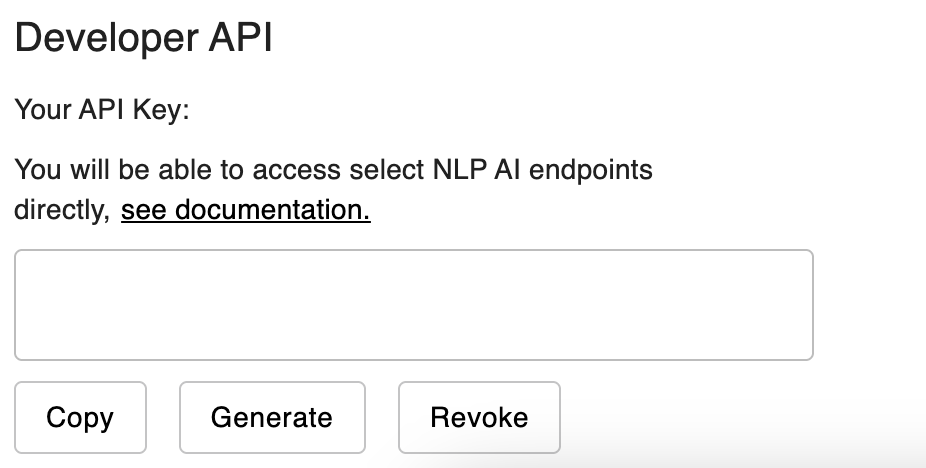 Developer API
Your API Key:
You will be able to access select NLP AI endpoints
directly, see documentation.
Copy Generate Revoke